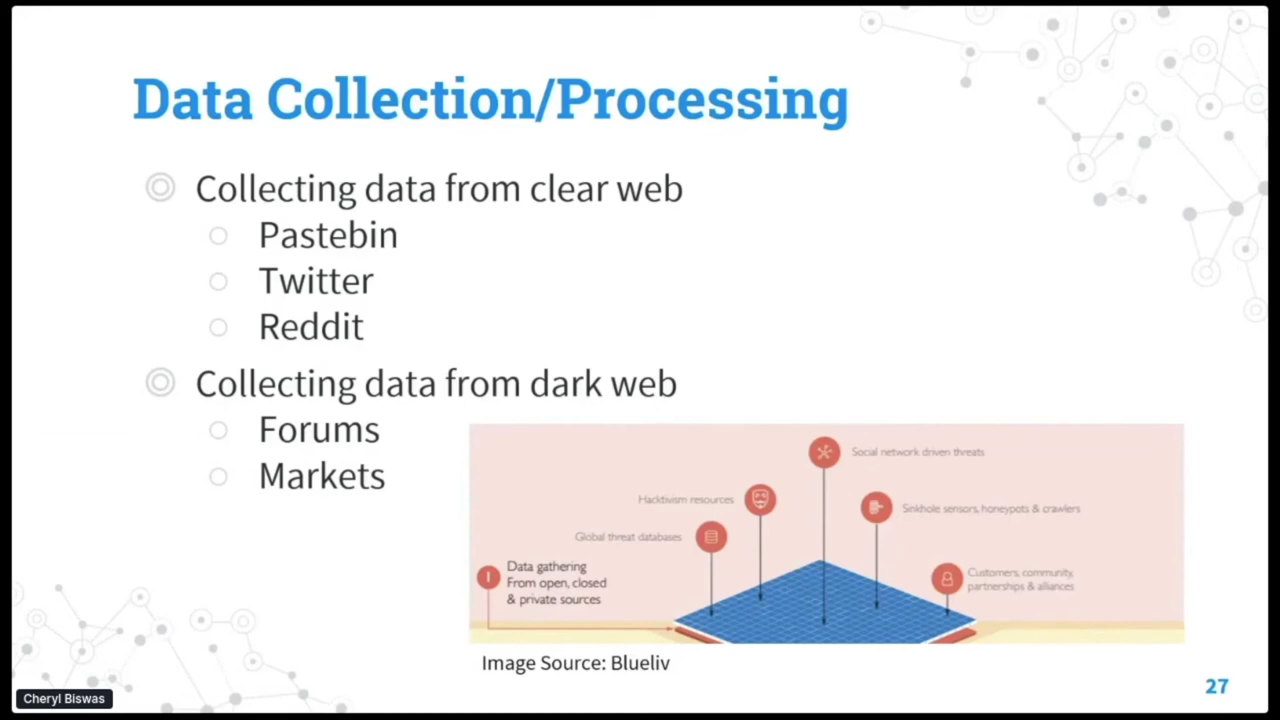 Data Collection/Processing
Collecting data from clear web
Pastebin
Twitter
Reddit
Collecting data from dark web
Forums
Markets
Social network driven threats
Hacktivism resources
Sinkhole sensors, honeypots & crawlers
Global threat databases
Data gathering
From open, closed
& private sources
Customers, community,
partnerships & alliances
Image Source: Blueliv
27
Cheryl Biswas